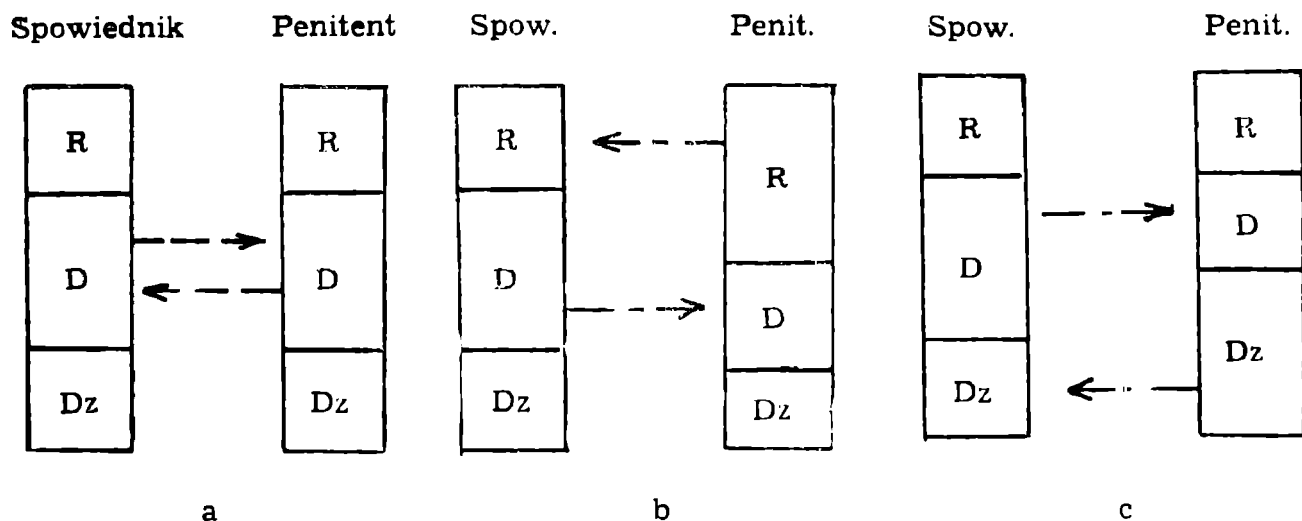 Spowiednik Penitent Spow. Penit. Spow. Penit.
R R R R R R
D D D D D D
Dz Dz Dz Dz Dz Dz
a b c